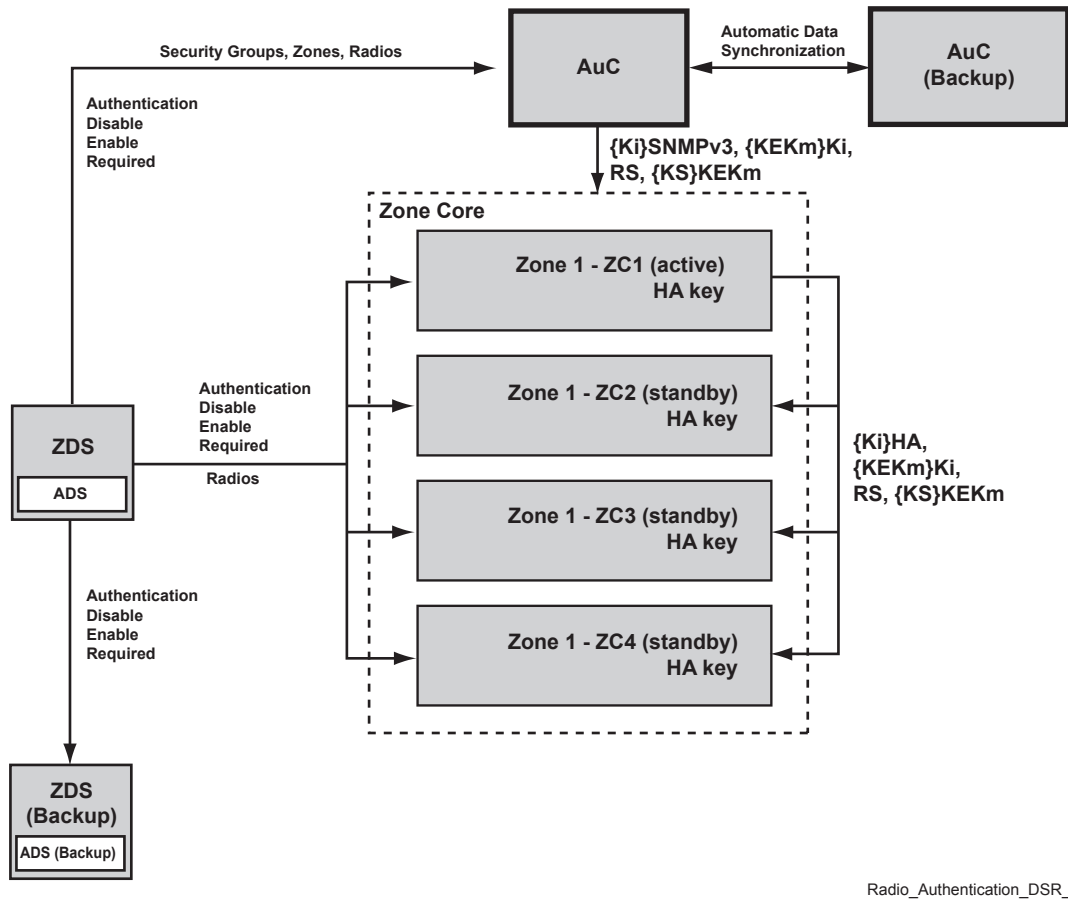 Security Groups, Zones, Radios
AuC
Automatic Data
Synchronization
AuC
(Backup)
Authentication
Disable
Enable
Required
{Ki}SNMPv3, {KEKm}Ki,
RS, {KS}KEKm
Zone Core
Zone 1 - ZC1 (active)
HA key
Zone 1 - ZC2 (standby)
HA key
Authentication
Disable
Enable
Required
Radios
ZDS
ADS
{Ki}HA,
{KEKm}Ki,
RS, {KS}KEKm
Zone 1 - ZC3 (standby)
HA key
Authentication
Disable
Enable
Required
Zone 1 - ZC4 (standby)
HA key
ZDS
(Backup)
ADS (Backup)
Radio_Authentication_DSR_